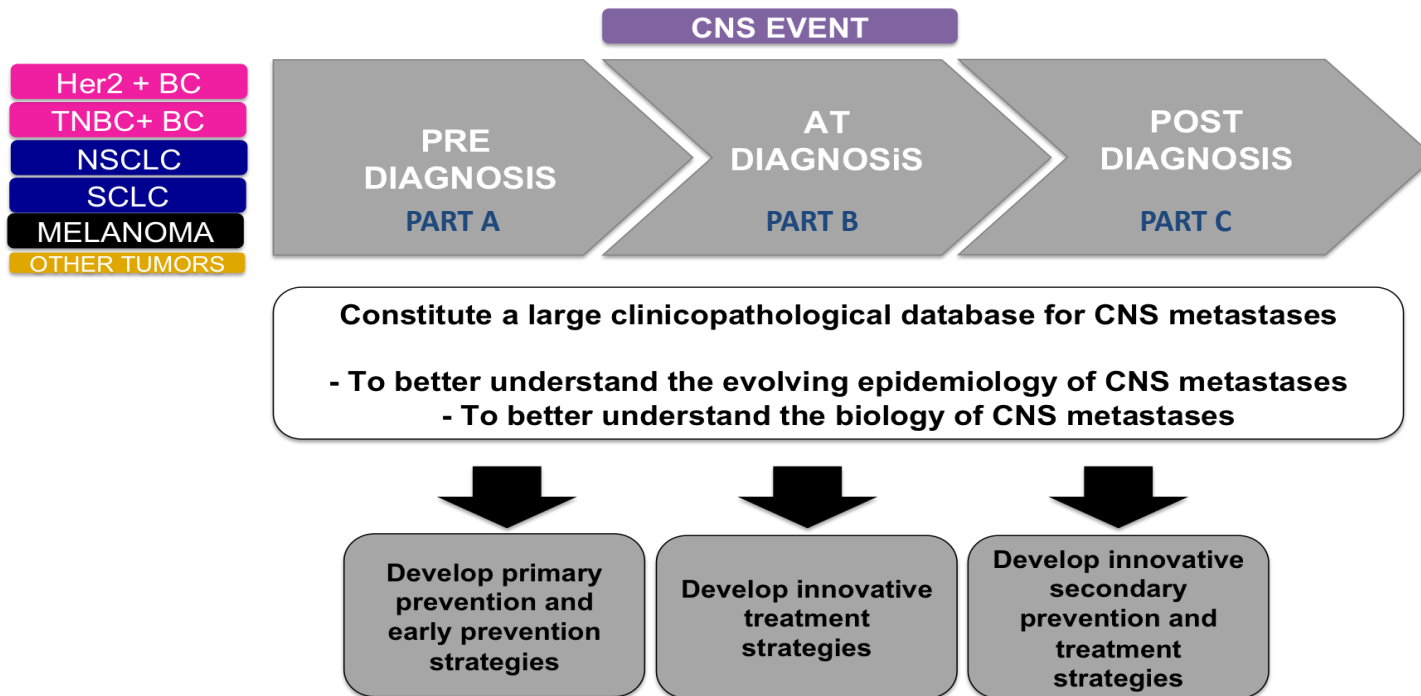 CNS EVENT
Her2 + BC
TNBC+ BC
NSCLC
SCLC
MELANOMA
OTHER TUMORS
PRE
DIAGNOSIS
PART A
AT
DIAGNOSiS
PART B
POST
DIAGNOSIS
PART C
Constitute a large clinicopathological database for CNS metastases
- To better understand the evolving epidemiology of CNS metastases
- To better understand the biology of CNS metastases
Develop primary
prevention and
early prevention
strategies
Develop innovative
treatment
strategies
Develop innovative
secondary
prevention and
treatment
strategies